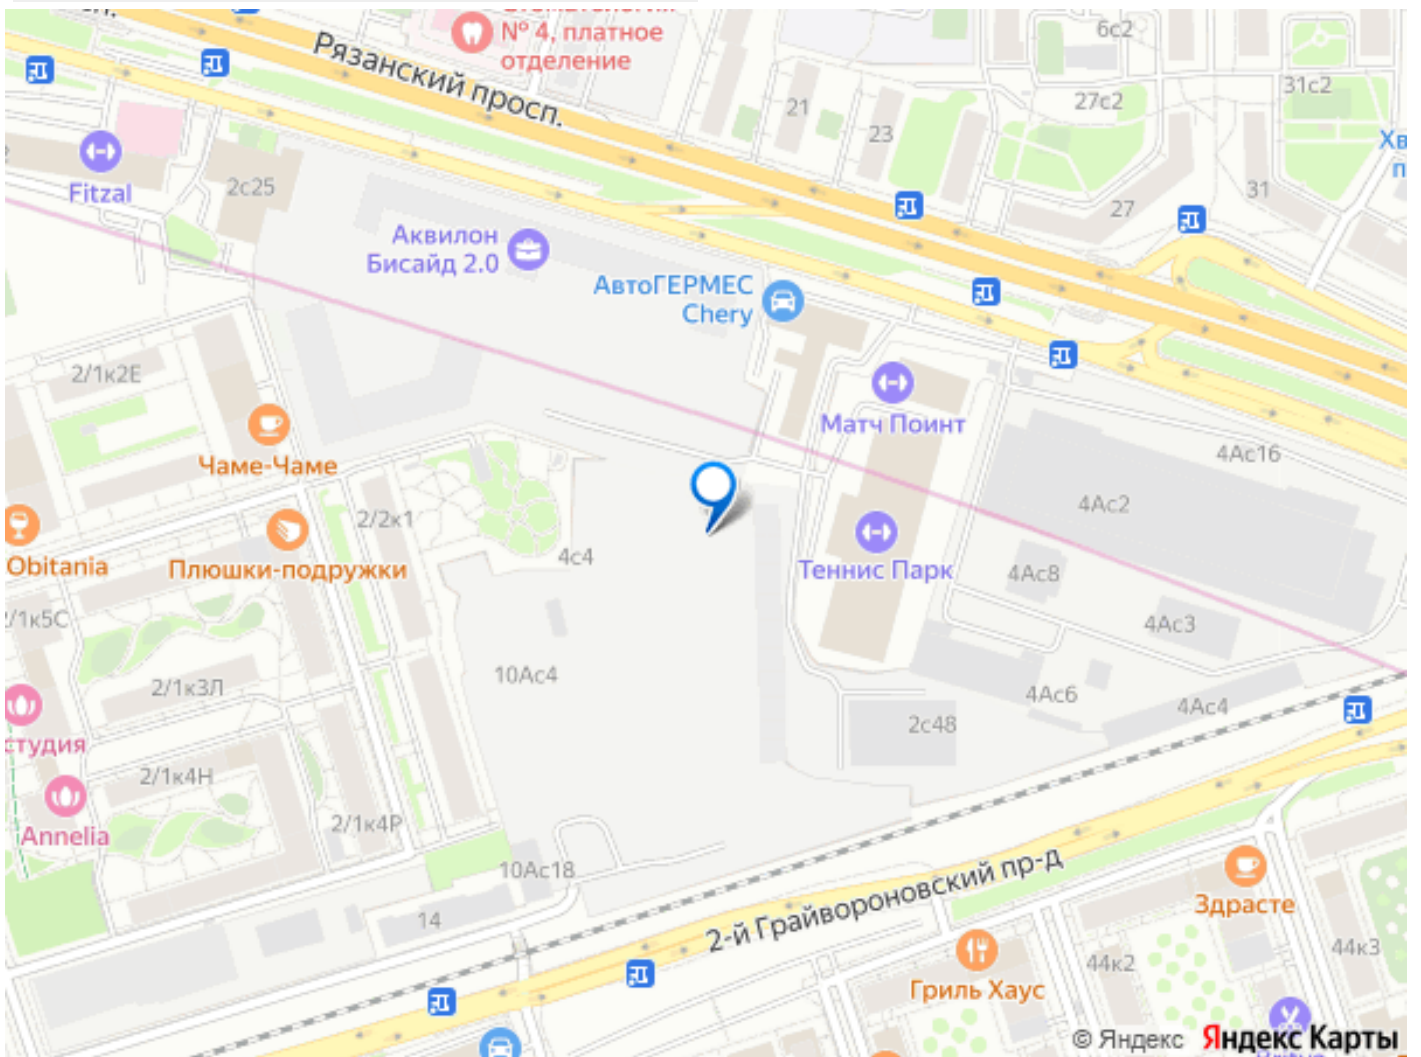 № 4, платное
отделение
Рязанский просп.
6с2
31с2
27с2
21
23
Fitzal
2с25
31
27
Аквилон
Бисайд 2.0
АвтоГЕРМЕС
Chery
2/1к2Е
Матч Поинт
Чаме-Чаме
4Ас16
4Ас2
2/2к1
Obitania
Плюшки-подружки
4с4
Теннис Парк
4Ас8
/1к5С
4Ас3
10Ас4
2/1к3Л
4Ас6
4Ас4
2с48
студия
2/1к4Н
Annelia
2/1к4Р
10Ас18
2-й Грайвороновский пр-д
14
Здрасте
44к3
44к2
Гриль Хаус
© Яндекс Яндекс Карты